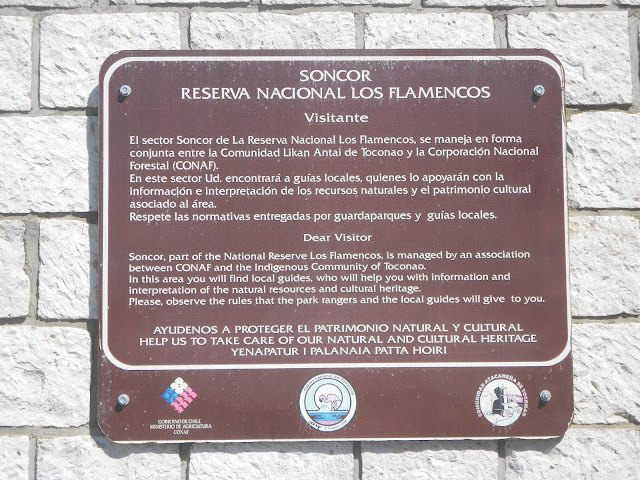 SONCOR
RESERVA NACIONAL LOS FLAMENCOS
Visitante
El sector Soncor de La Reserva Nacional Los Flamencos, se maneja en forma
conjunta entre la Comunidad Likan Antai de Toconao y la Corporación Nacional
Forestal (CONAF).
En este sector Ud. encontrará a guías locales, quienes lo apoyarán con la
información e interpretación de los recursos naturales y el patrimonio cultural
asociado al área.
Respete las normativas entregadas por guardaparques y guías locales.
Dear Visitor
Soncor, part of the National Reserve Los Flamencos, is managed by an association
between CONAF and the Indigenous Community of Toconao.
In this area you will find local guides, who will help you with information and
interpretation of the natural resources and cultural heritage.
Please, observe the rules that the park rangers and the local guides will give to you.
AYUDENOS A PROTEGER EL PATRIMONIO NATURAL Y CULTURAL
HELP US TO TAKE CARE OF OUR NATURAL AND CULTURAL HERITAGE
YENAPATUR I PALANAIA PATTA HOIRI
GOBIERNO DE CHILE
MINISTERIO DE AGRICULTURA
CONAF
COMUNIDAD ATACAMEÑA DE TOCONAO